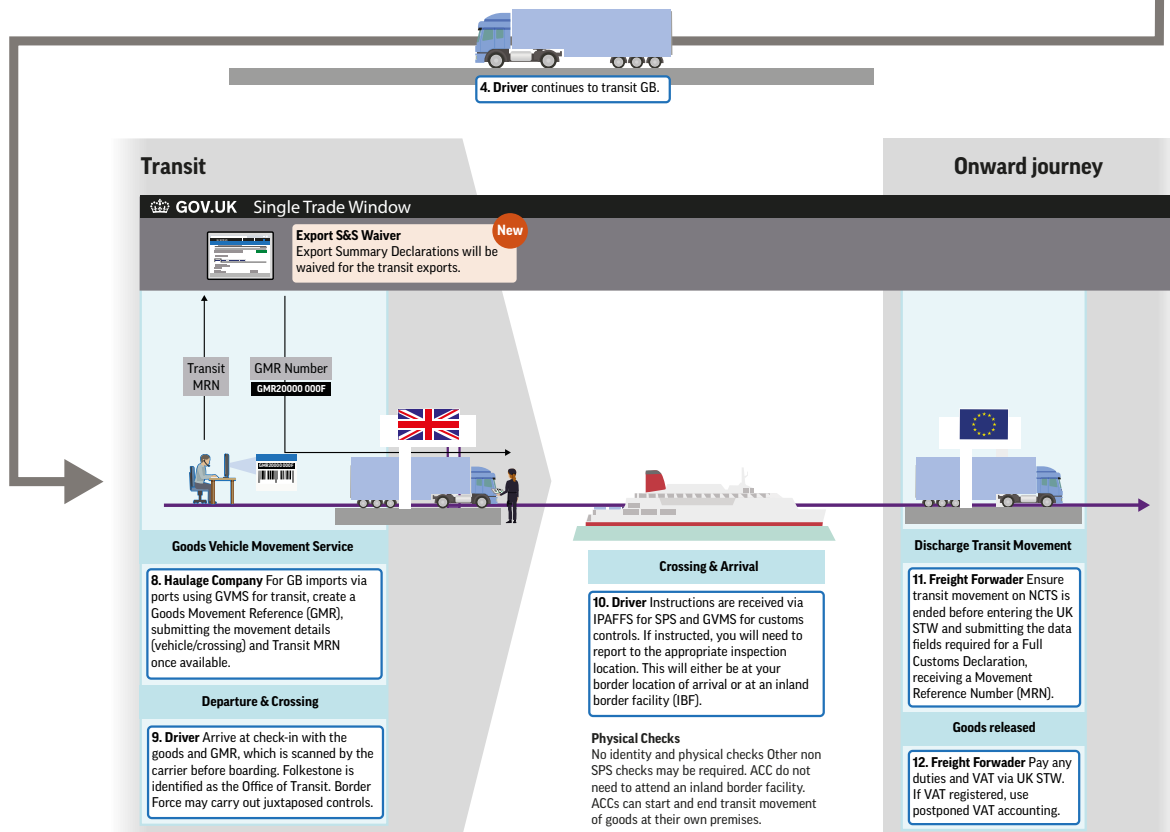 4. Driver continues to transit GB.
Transit
Onward journey
GOV.UK Single Trade Window
Export S&S Waiver
Export Summary Declarations will be
waived for the transit exports.
New
Transit
MRN
GMR Number
GMR20000 000F
GMR20000 000F
Goods Vehicle Movement Service
8. Haulage Company For GB imports via
ports using GVMS for transit, create a
Goods Movement Reference (GMR),
submitting the movement details
(vehicle/crossing) and Transit MRN
once available.
Departure & Crossing
9. Driver Arrive at check-in with the
goods and GMR, which is scanned by the
carrier before boarding. Folkestone is
identified as the Office of Transit. Border
Force may carry out juxtaposed controls.
Crossing & Arrival
10. Driver Instructions are received via
IPAFFS for SPS and GVMS for customs
controls. If instructed, you will need to
report to the appropriate inspection
location. This will either be at your
border location of arrival or at an inland
border facility (IBF).
Physical Checks
No identity and physical checks Other non
SPS checks may be required. ACC do not
need to attend an inland border facility.
ACCs can start and end transit movement
of goods at their own premises.
Discharge Transit Movement
11. Freight Forwader Ensure
transit movement on NCTS is
ended before entering the UK
STW and submitting the data
fields required for a Full
Customs Declaration,
receiving a Movement
Reference Number (MRN).
Goods released
12. Freight Forwader Pay any
duties and VAT via UK STW.
If VAT registered, use
postponed VAT accounting.